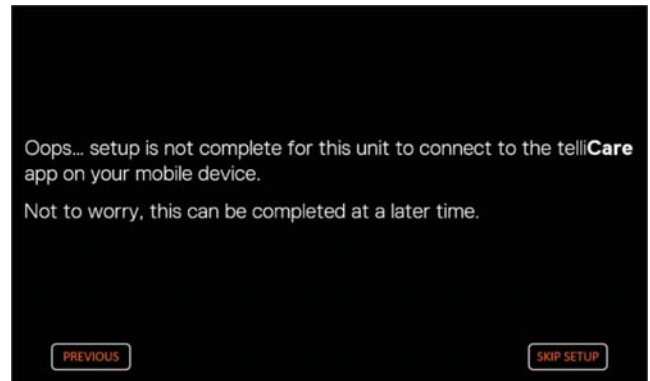 Oops... setup is not complete for this unit to connect to the telliCare
app on your mobile device.
Not to worry, this can be completed at a later time.
PREVIOUS
SKIP SETUP